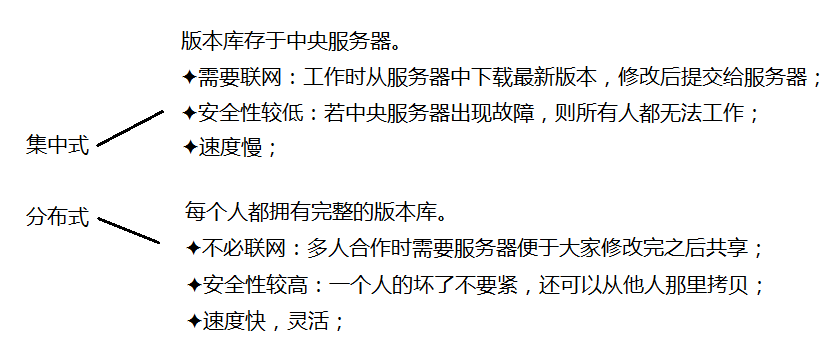 版本库存于中央服务器。
✦需要联网：工作时从服务器中下载最新版本，修改后提交给服务器；
✦安全性较低：若中央服务器出现故障，则所有人都无法工作；
集中式
✦速度慢；
分布式
每个人都拥有完整的版本库。
✦不必联网：多人合作时需要服务器便于大家修改完之后共享；
✦安全性较高：一个人的坏了不要紧，还可以从他人那里拷贝；
✦速度快，灵活；